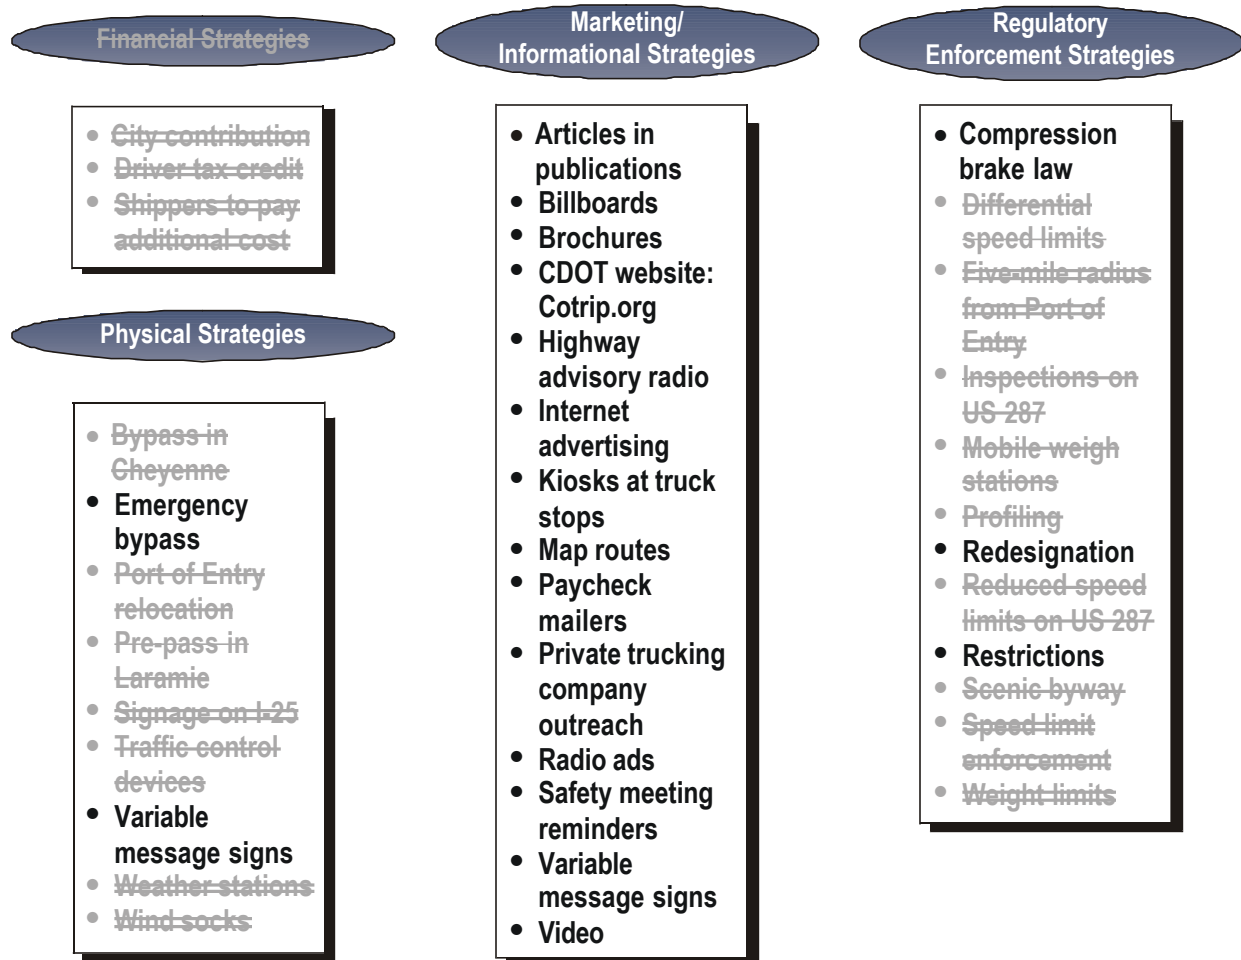 Financial Strategies
• City contribution
• Driver tax credit
• Shippers to pay
additional cost
Physical Strategies
• Bypass in
Cheyenne
• Emergency
bypass
• Port of Entry
relocation
• Pre-pass in
Laramie
• Signage on I-25
• Traffic control
devices
• Variable
message signs
• Weather stations
• Wind socks
Marketing/
Informational Strategies
• Articles in
publications
• Billboards
• Brochures
• CDOT website:
Cotrip.org
• Highway
advisory radio
• Internet
advertising
• Kiosks at truck
stops
• Map routes
• Paycheck
mailers
• Private trucking
company
outreach
• Radio ads
• Safety meeting
reminders
• Variable
message signs
• Video
Regulatory
Enforcement Strategies
• Compression
brake law
• Differential
speed limits
• Five-mile radius
from Port of
Entry
• Inspections on
US 287
• Mobile weigh
stations
• Profiling
• Redesignation
• Reduced speed
limits on US 287
• Restrictions
• Scenic byway
• Speed limit
enforcement
• Weight limits